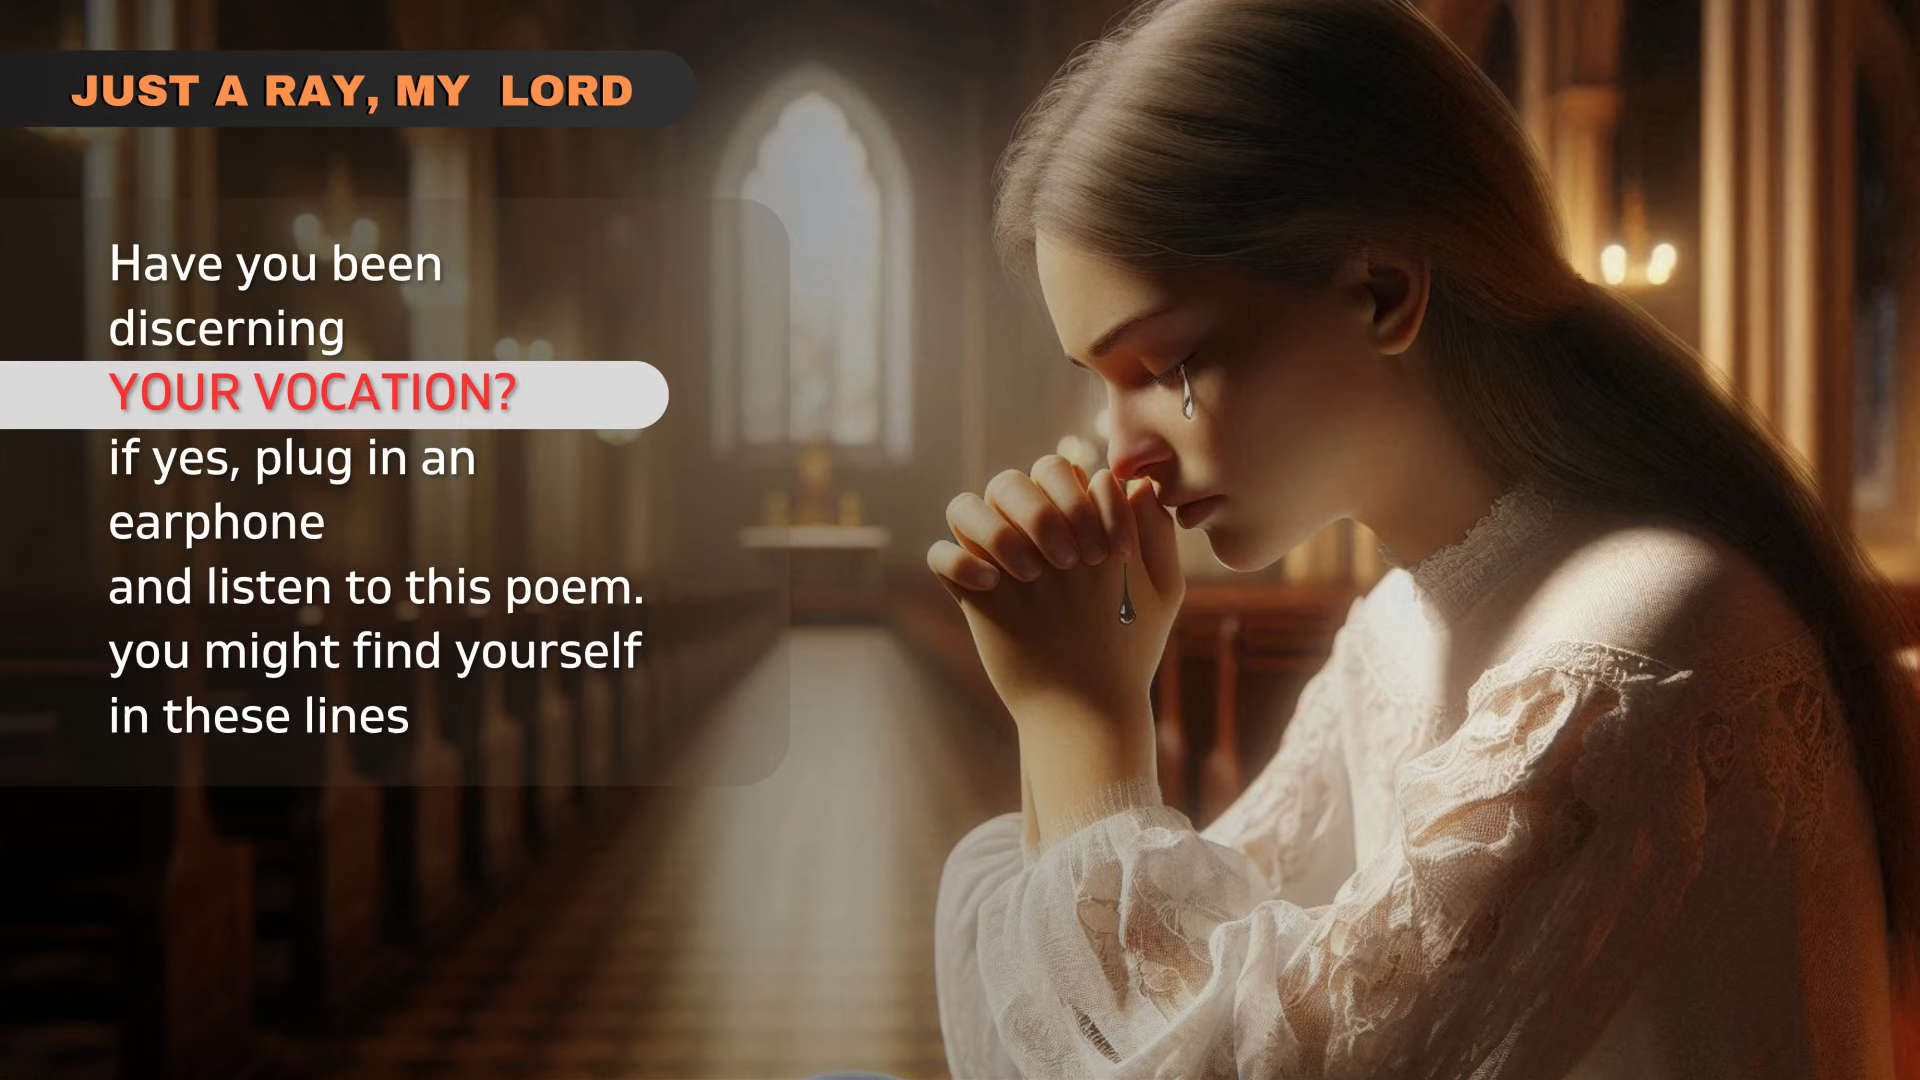 JUST A RAY, MY LORD
Have you been
discerning
YOUR VOCATION?
if yes, plug in an
earphone
and listen to this poem.
you might find yourself
in these lines